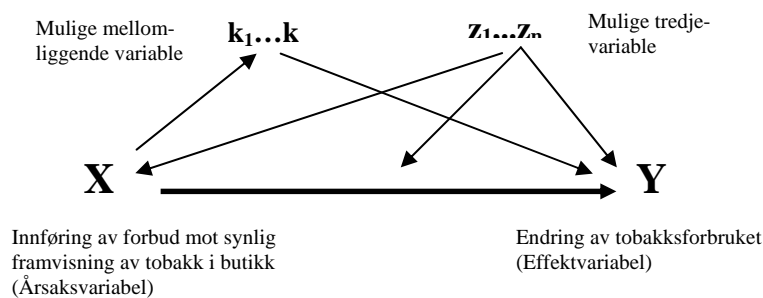 Mulige mellom-
liggende variable
k₁…k
z₁...zₙ
Mulige tredje-
variable
X
Y
Innføring av forbud mot synlig
framvisning av tobakk i butikk
(Årsaksvariabel)
Endring av tobakksforbruket
(Effektvariabel)